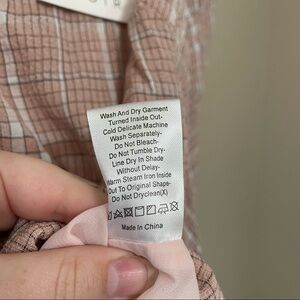 Wash And Dry Garment
Turned Inside Out-
Cold Delicate Machine
Wash Separately-
Do Not Bleach-
Do Not Tumble Dry-
Line Dry In Shade
Without Delay-
Warm Steam Iron Inside
Out To Original Shape-
Do Not Dryclean(X)
Made In China